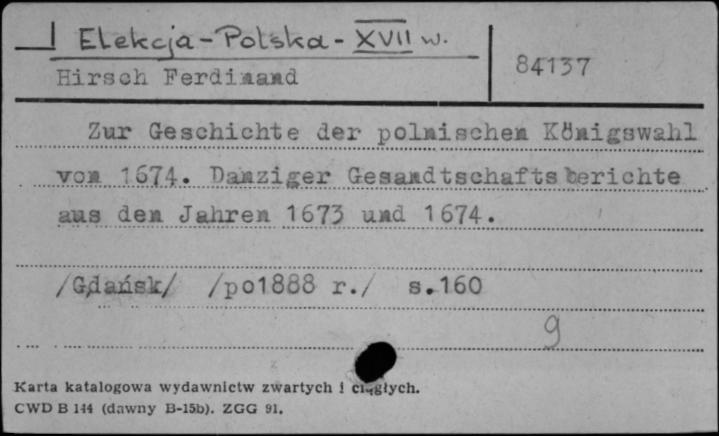 Elekcja - Polska - XVII w.
Hirsch Ferdinand
84137
Zur Geschichte der polnischen Königswahl
von 1674. Danziger Gesandtschaftsberichte
aus den Jahren 1673 und 1674.
/Gdańsk/ /po1888 r./ s.160
9
Karta katalogowa wydawnictw zwartych i ciągłych.
CWD B 144 (dawny B-15b). ZGG 91.